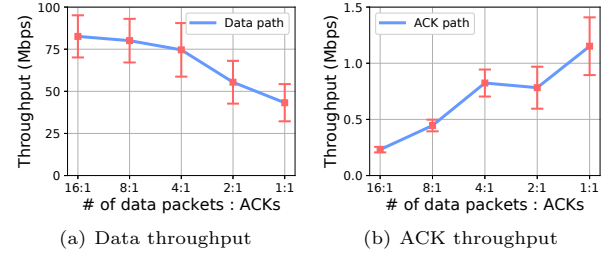 100
75
50
25
0
Throughput (Mbps)
Data path
16:1 8:1 4:1 2:1 1:1
# of data packets : ACKs
(a) Data throughput
1.5
1.0
0.5
0.0
Throughput (Mbps)
ACK path
16:1 8:1 4:1 2:1 1:1
# of data packets : ACKs
(b) ACK throughput